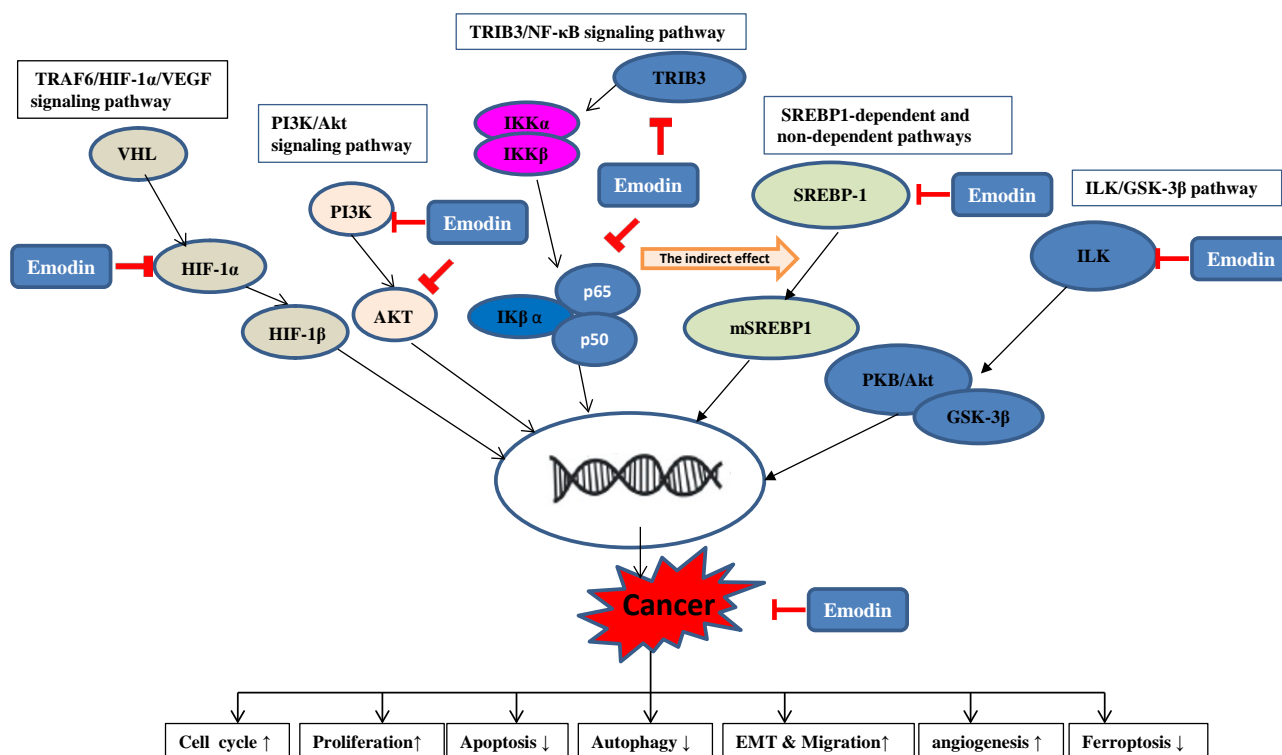 TRIB3/NF-κB signaling pathway
TRAF6/HIF-1α/VEGF
signaling pathway
TRIB3
PI3K/Akt
signaling pathway
IKKα
IKKβ
SREBP1-dependent and
non-dependent pathways
VHL
Emodin
ILK/GSK-3β pathway
SREBP-1
Emodin
PI3K
Emodin
Emodin
HIF-1α
The indirect effect
ILK
Emodin
p65
IKβ α
p50
AKT
HIF-1β
mSREBP1
PKB/Akt
GSK-3β
Cancer
Emodin
Cell cycle ↑
Proliferation↑
Apoptosis ↓
Autophagy ↓
EMT & Migration↑
angiogenesis ↑
Ferroptosis ↓